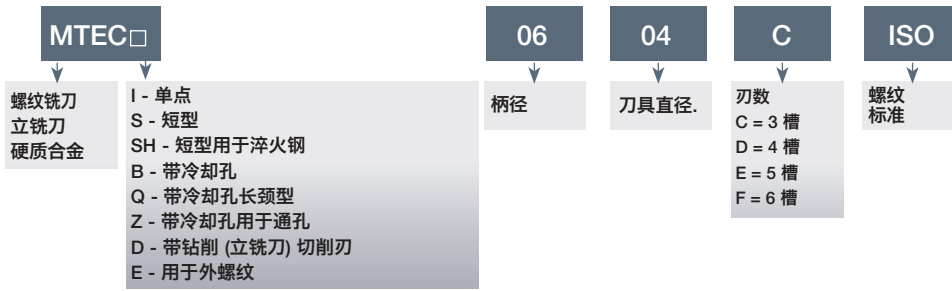 MTEC□
06
04
C
ISO
螺纹铣刀
立铣刀
硬质合金
I - 单点
S - 短型
SH - 短型用于淬火钢
B - 带冷却孔
Q - 带冷却孔长颈型
Z - 带冷却孔用于通孔
D - 带钻削 (立铣刀) 切削刃
E - 用于外螺纹
柄径
刀具直径.
刃数
C = 3 槽
D = 4 槽
E = 5 槽
F = 6 槽
螺纹
标准